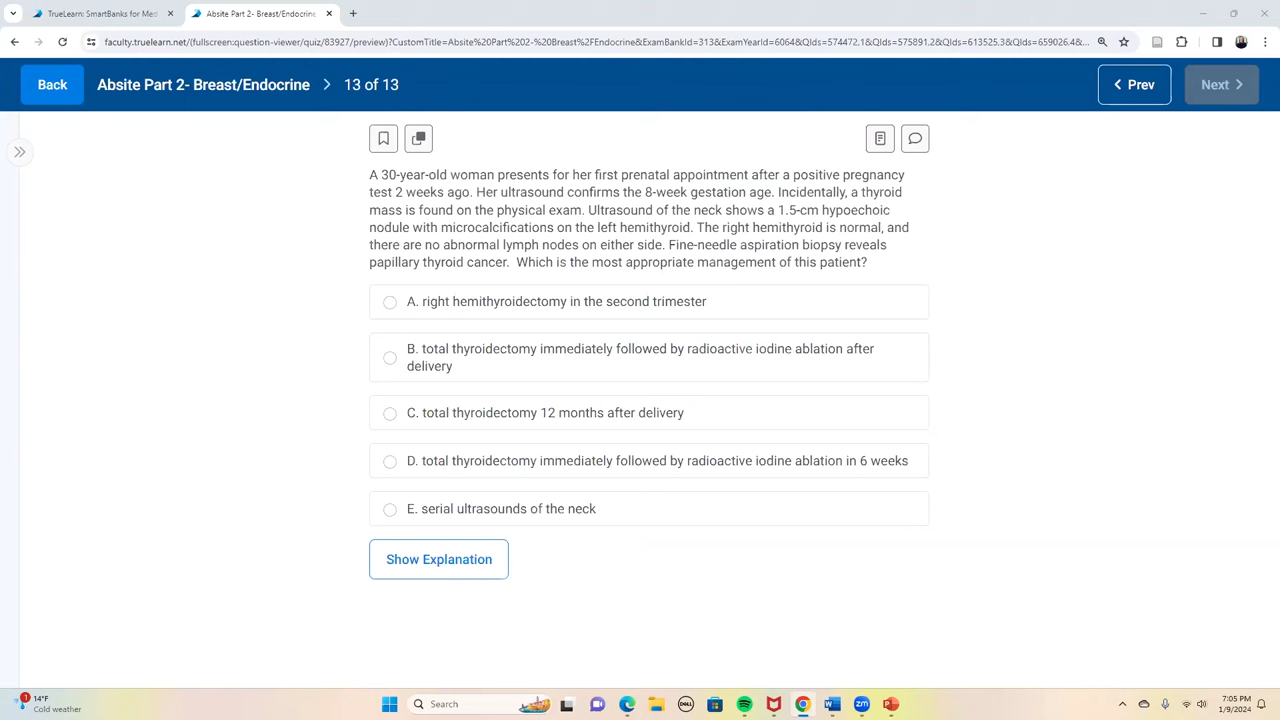 TrueLearn: SmartBanks for Med
Absite Part 2- Breast/Endocrine
faculty.truelearn.net/(fullscreen:question-viewer/quiz/83927/preview)?CustomTitle=Absite%20Part%202-%20Breast%2FEndocrine&ExamBankId=313&ExamYearId=6064&QIds=574472,1&QIds=575891,2&QIds=613525,3&QIds=659026,4&...
Back
Absite Part 2- Breast/Endocrine
13 of 13
Prev
Next
A 30-year-old woman presents for her first prenatal appointment after a positive pregnancy
test 2 weeks ago. Her ultrasound confirms the 8-week gestation age. Incidentally, a thyroid
mass is found on the physical exam. Ultrasound of the neck shows a 1.5-cm hypoechoic
nodule with microcalcifications on the left hemithyroid. The right hemithyroid is normal, and
there are no abnormal lymph nodes on either side. Fine-needle aspiration biopsy reveals
papillary thyroid cancer. Which is the most appropriate management of this patient?
A. right hemithyroidectomy in the second trimester
B. total thyroidectomy immediately followed by radioactive iodine ablation after
delivery
C. total thyroidectomy 12 months after delivery
D. total thyroidectomy immediately followed by radioactive iodine ablation in 6 weeks
E. serial ultrasounds of the neck
Show Explanation
1
14°F
Cold weather
Search
DELL
zm
7:05 PM
1/9/2024